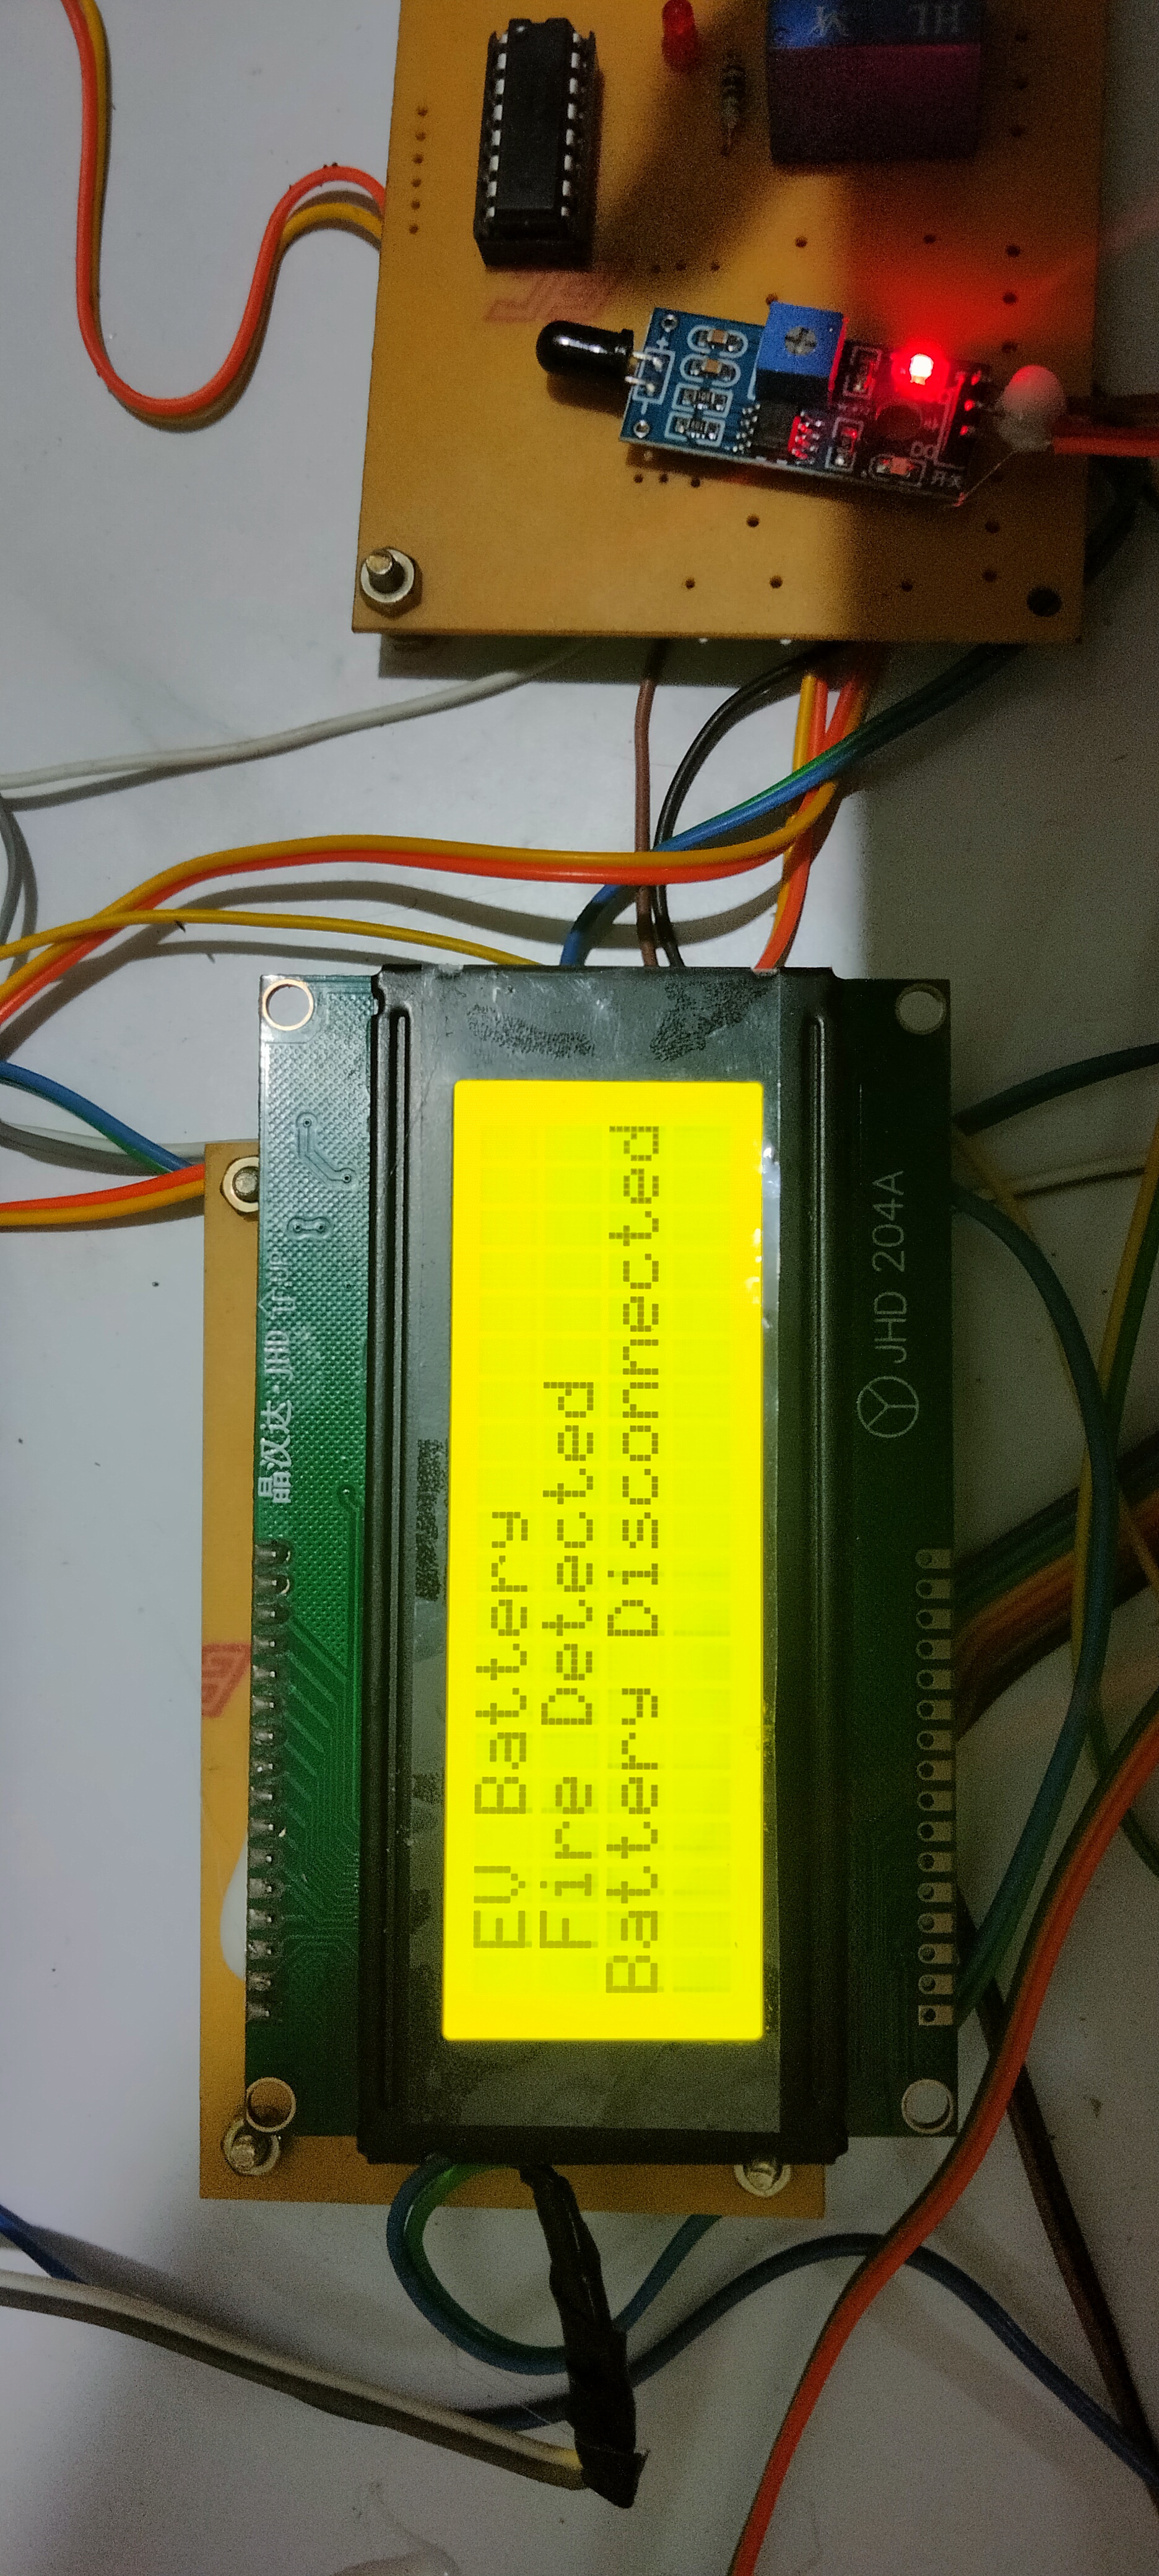 晶汉达·JHD
EV Battery
Fire Detected
Battery Disconnected
JHD 204A